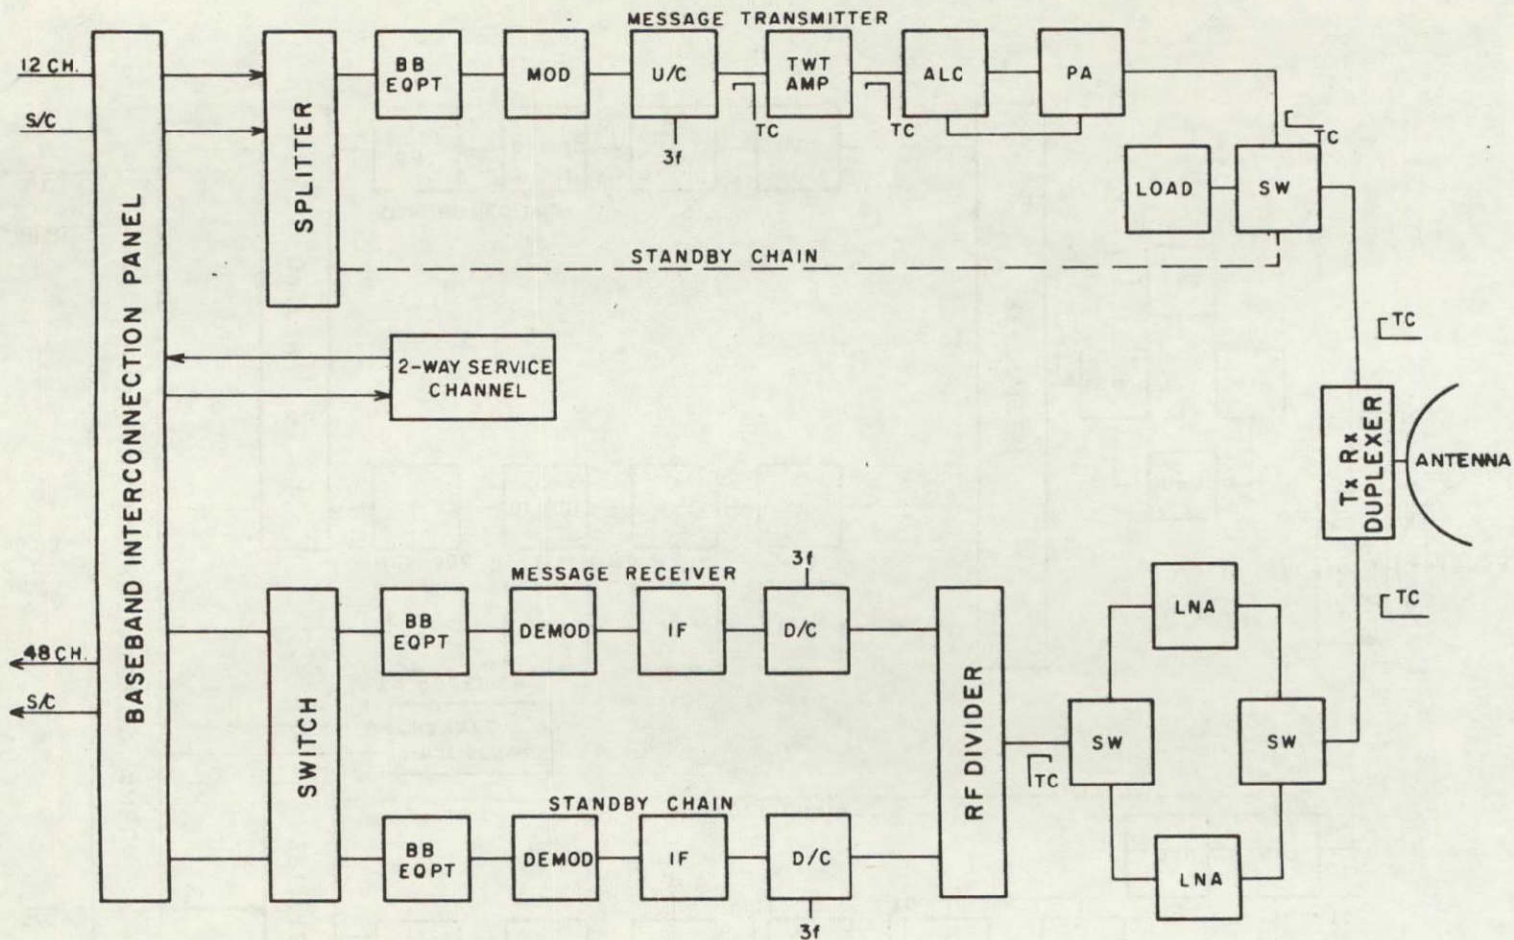 MESSAGE TRANSMITTER
12 CH.
S/C
BASEBAND INTERCONNECTION PANEL
SPLITTER
BB
EQPT
MOD
U/C
3f
TC
TWT
AMP
TC
ALC
PA
TC
LOAD
SW
STANDBY CHAIN
2-WAY SERVICE
CHANNEL
TC
Tx Rx
DUPLEXER
ANTENNA
TC
MESSAGE RECEIVER
48 CH.
S/C
SWITCH
BB
EQPT
DEMOD
IF
3f
D/C
RF DIVIDER
TC
SW
LNA
SW
LNA
STANDBY CHAIN
BB
EQPT
DEMOD
IF
D/C
3f